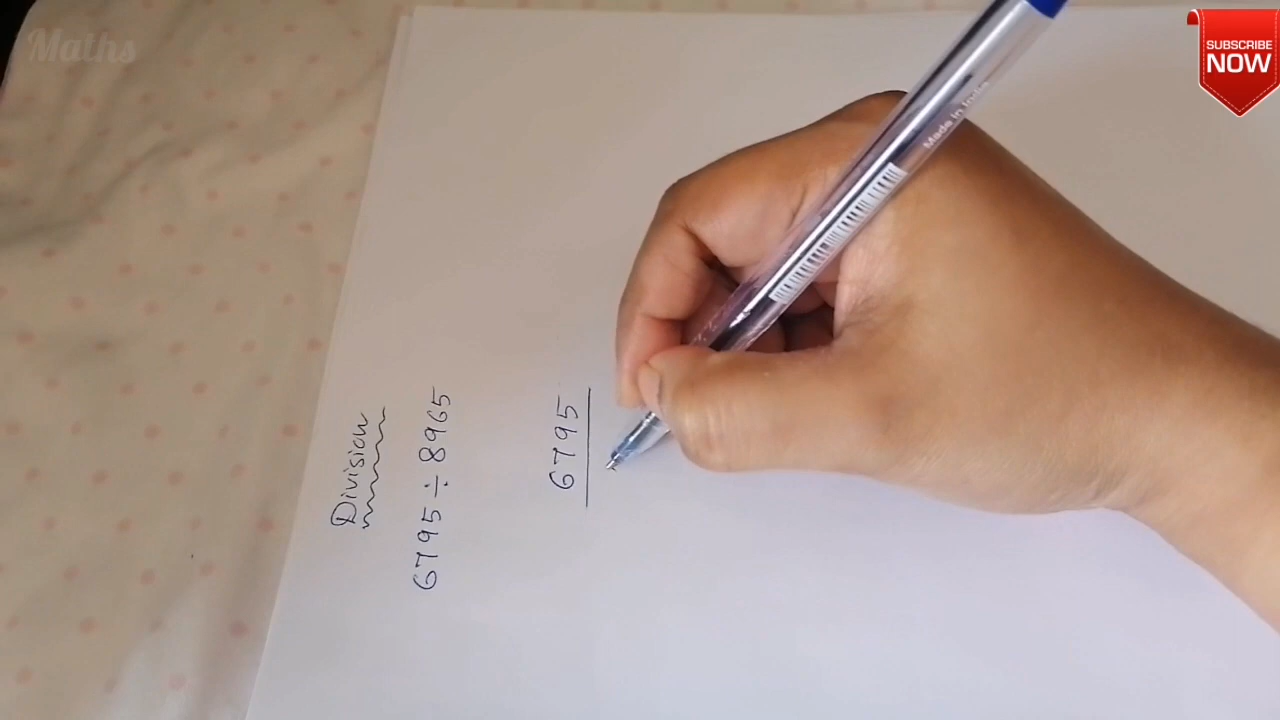 Maths
SUBSCRIBE
NOW
Made in India
Division
6795 ÷ 8965
6795